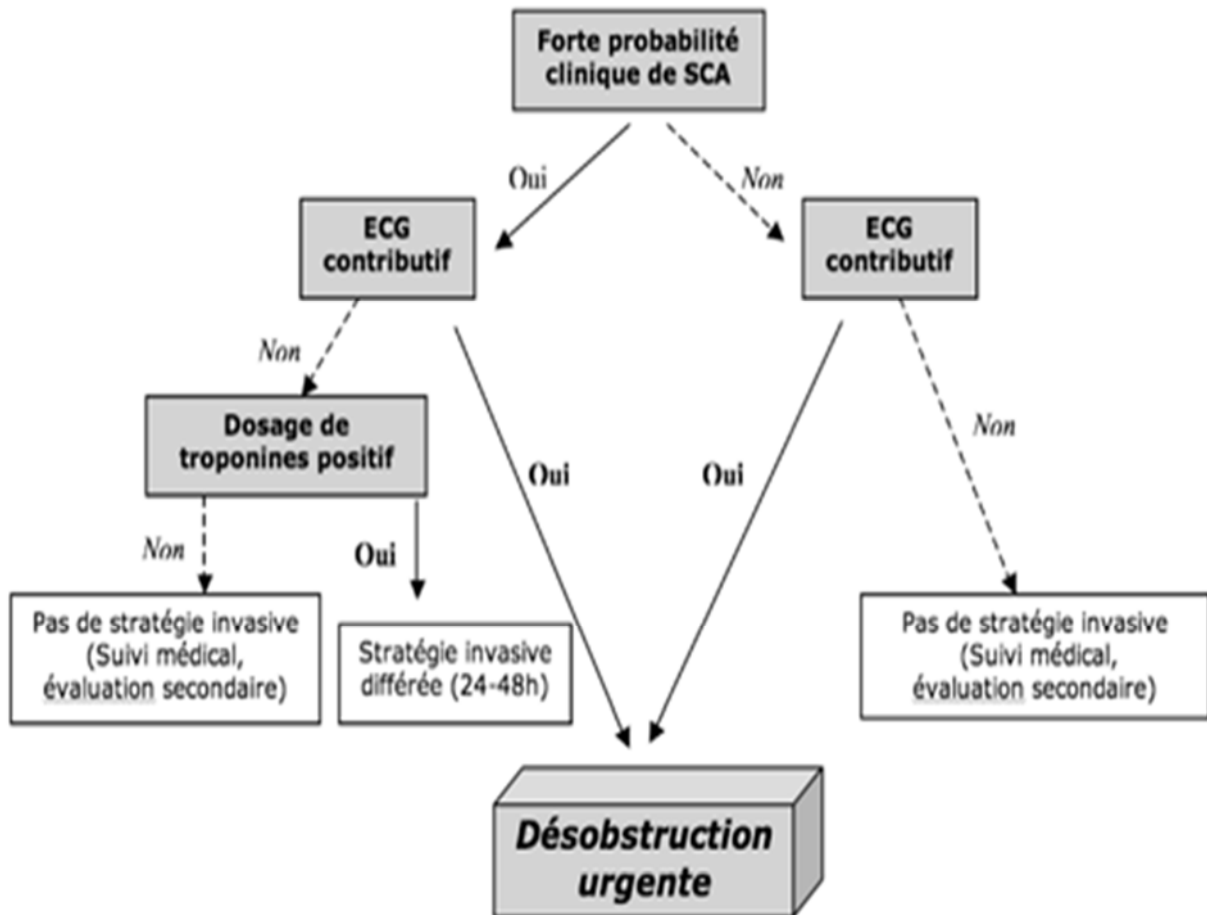 Forte probabilité
clinique de SCA
Oui
Non
ECG
contributif
ECG
contributif
Non
Dosage de
troponines positif
Oui
Oui
Non
Non
Oui
Pas de stratégie invasive
(Suivi médical,
évaluation secondaire)
Stratégie invasive
différée (24-48h)
Pas de stratégie invasive
(Suivi médical,
évaluation secondaire)
Désobstruction
urgente